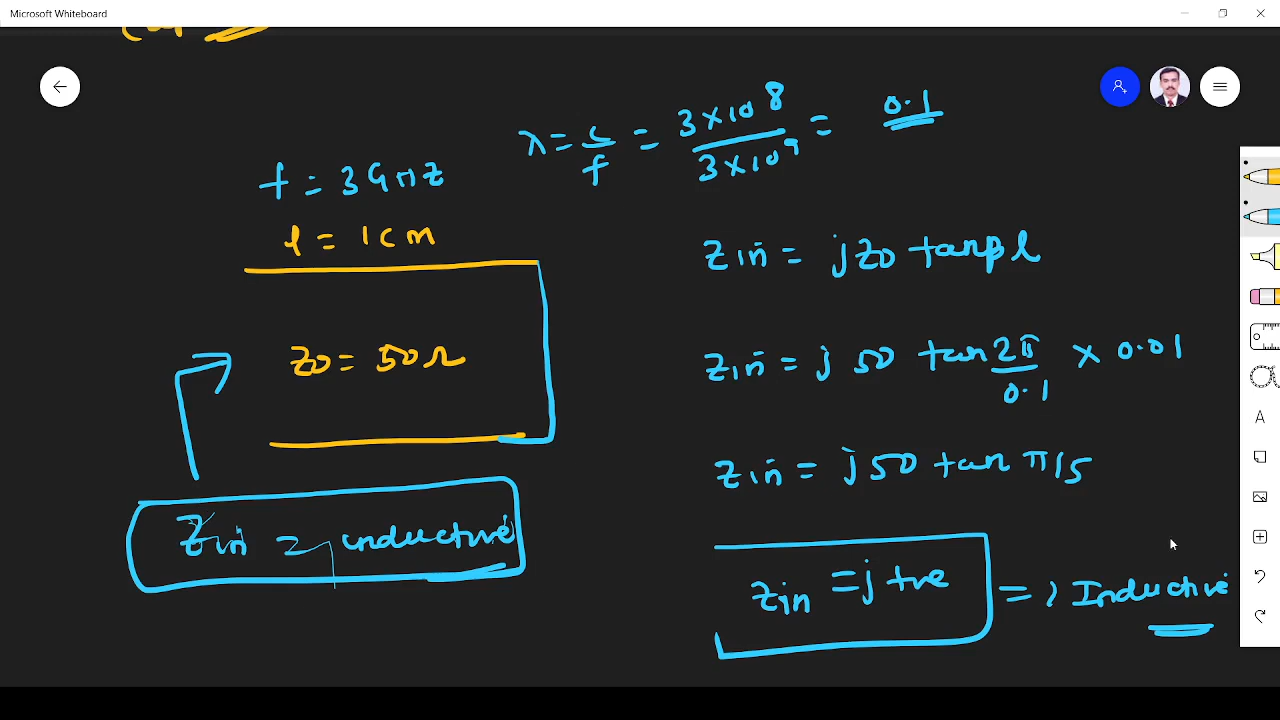 Microsoft Whiteboard
λ = c/f = 3×10^8 / 3×10^9 = 0.1
f = 3GHZ
l = 1cm
Z0 = 50Ω
Zin = inductive
Zin = jZ0 tanβl
Zin = j 50 tan 2π/0.1 × 0.01
Zin = j50 tan π/5
Zin = j +ve => Inductive
A